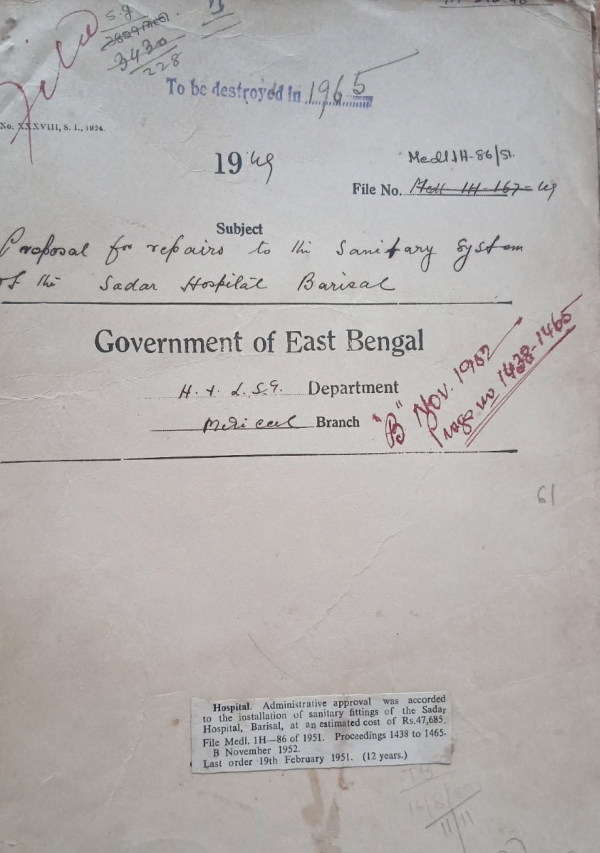 File
S.J
3430
228
B
To be destroyed in 1965
No. XXXVIII, S. I., 1924.
1949
Medl 1H-86/51.
File No. Medl 1H-167-49
Subject
Proposal for repairs to the Sanitary System
of the Sadar Hospital Barisal
Government of East Bengal
H. & L.S.G. Department
Medical Branch
"B" Nov. 1952
Progs no 1438-1465
61
Hospital. Administrative approval was accorded
to the installation of sanitary fittings of the Sadar
Hospital, Barisal, at an estimated cost of Rs.47,685.
File Medl. 1H—86 of 1951. Proceedings 1438 to 1465-
B November 1952.
Last order 19th February 1951. (12 years.)
11/11